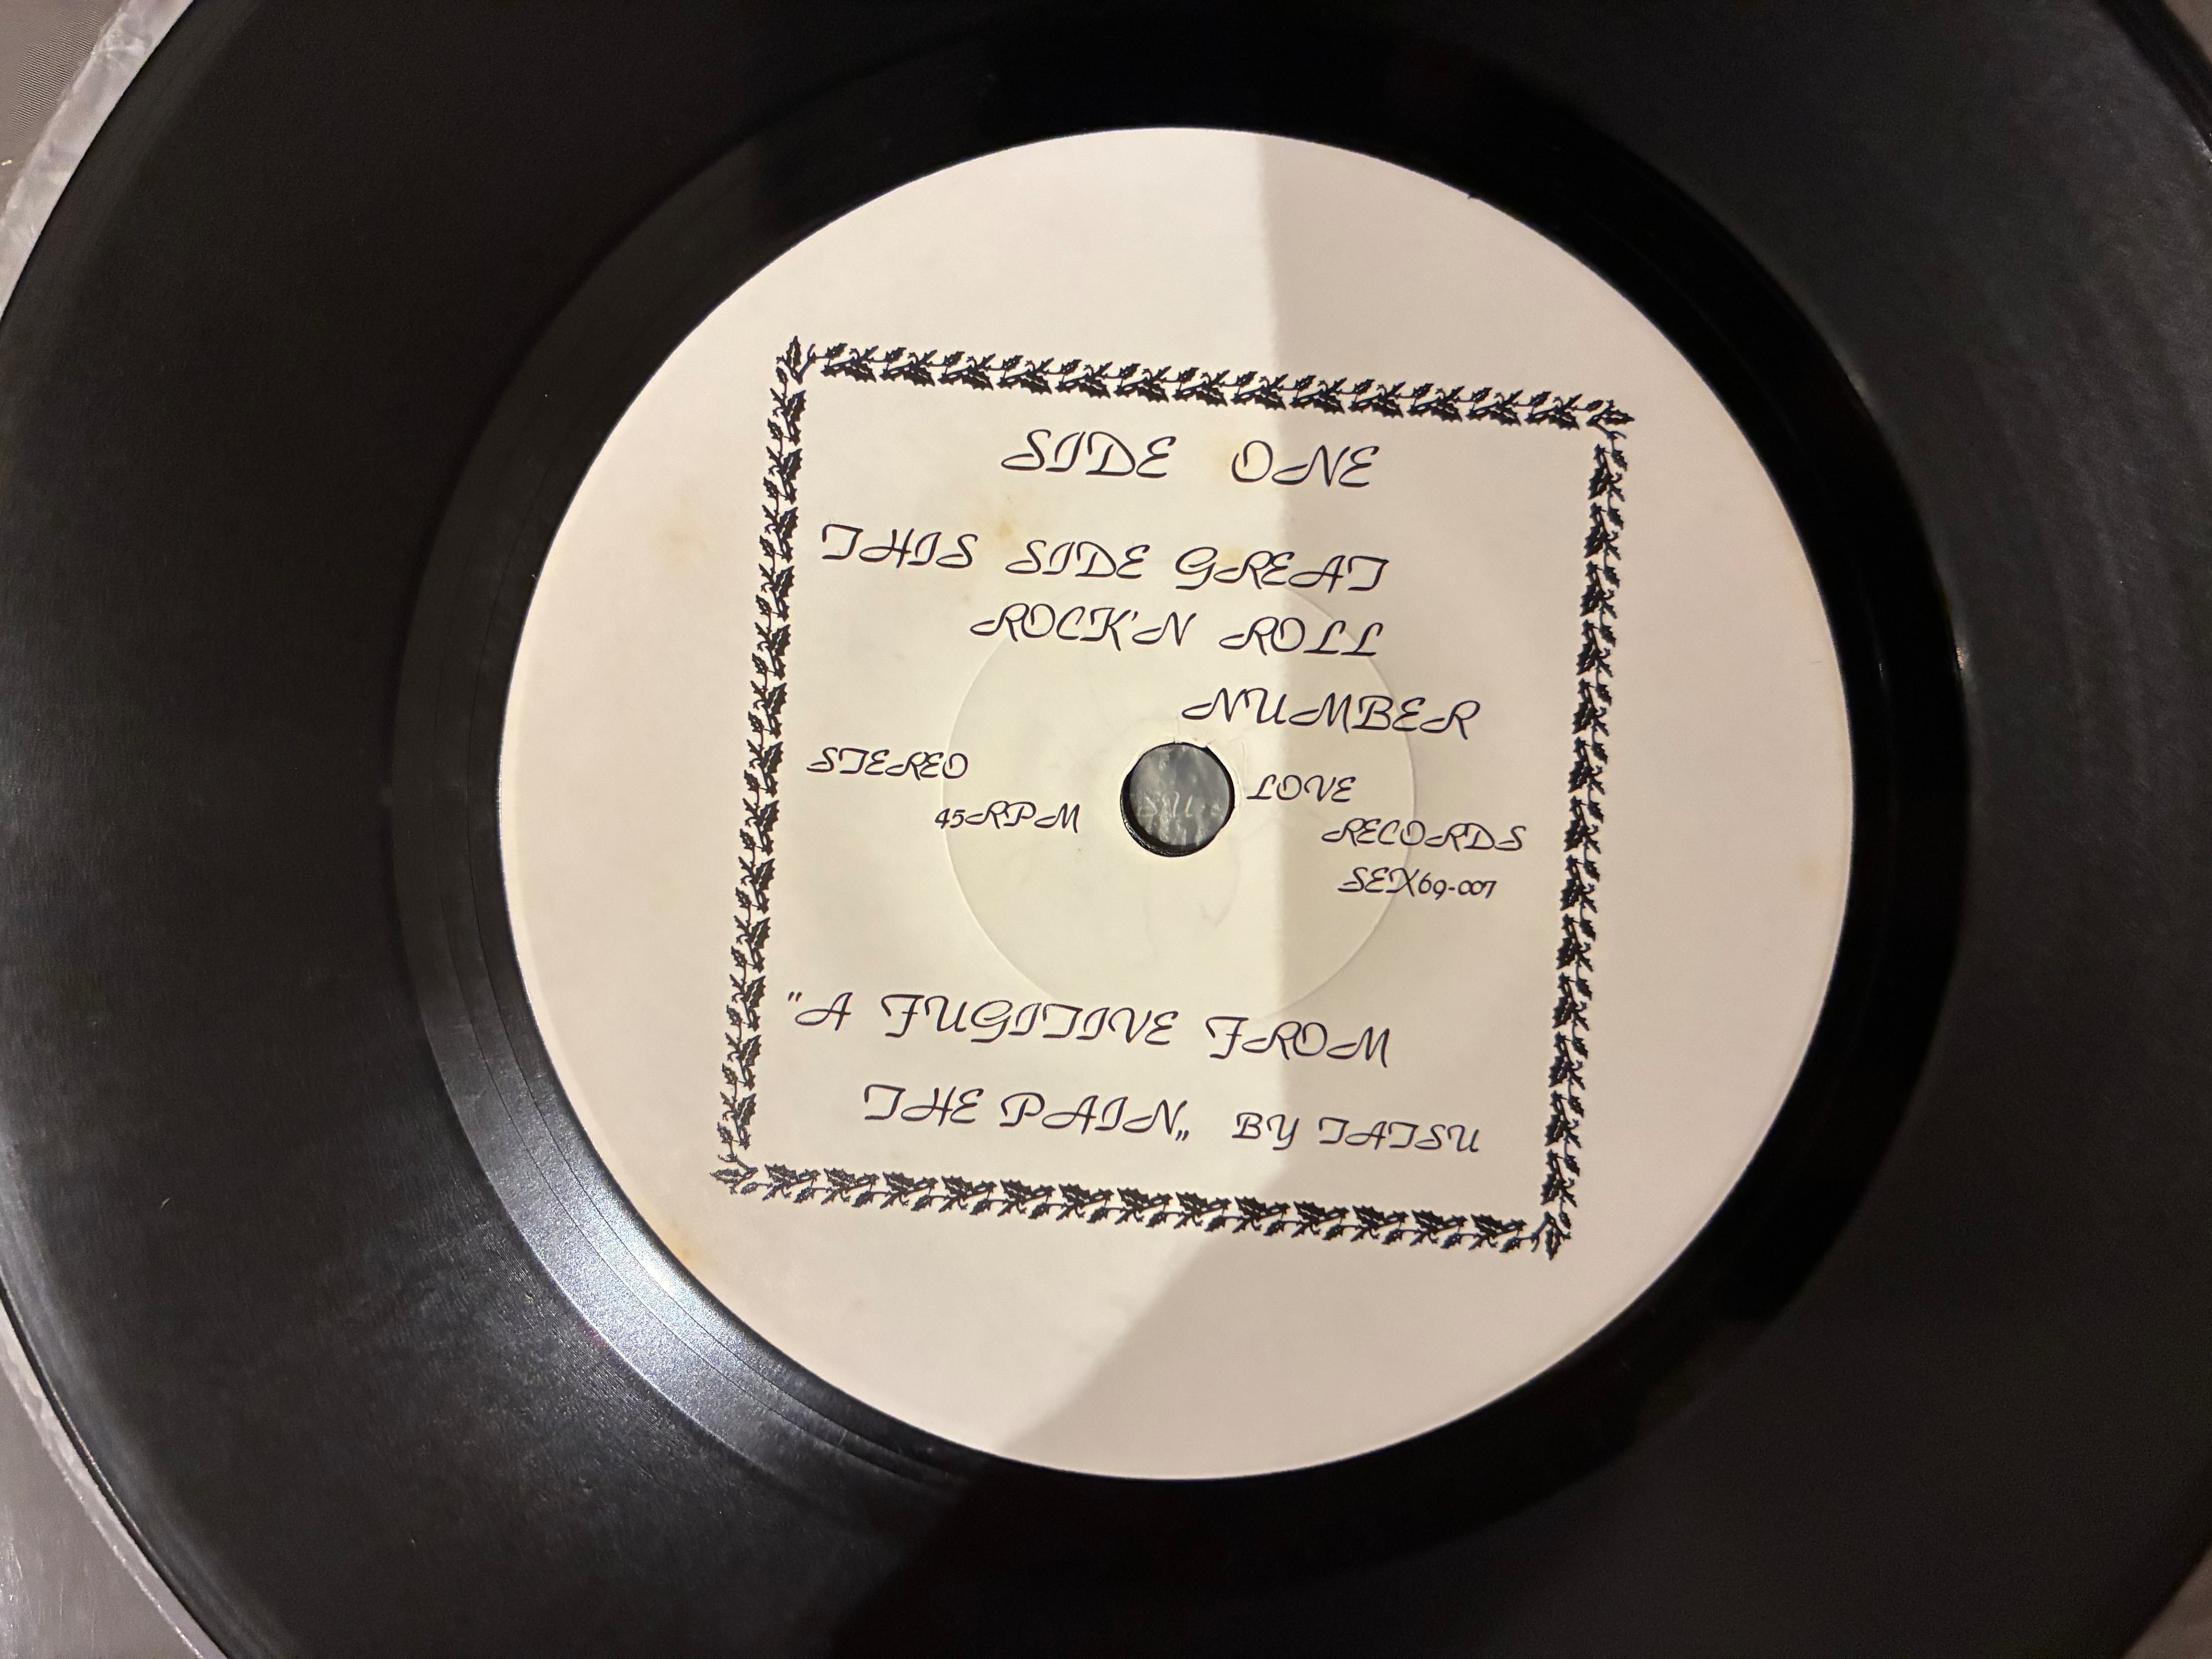 SIDE ONE
THIS SIDE GREAT
ROCK'N ROLL
NUMBER
STEREO
45RPM
LOVE
RECORDS
SEX69-007
"A FUGITIVE FROM
THE PAIN„ BY TATSU